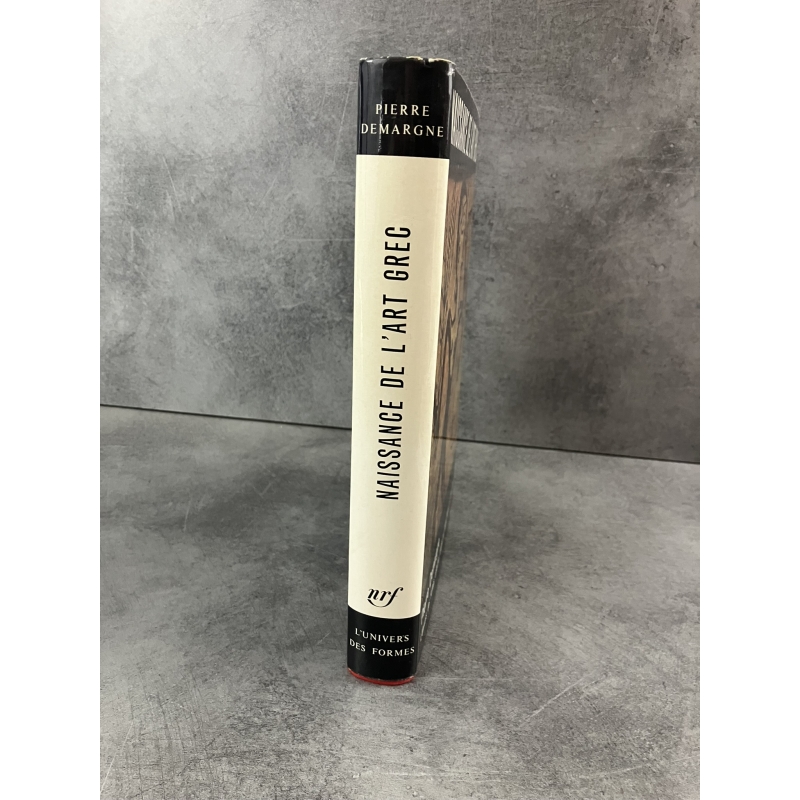 PIERRE
DEMARGNE
NAISSANCE DE L'ART GREC
nrf
L'UNIVERS
DES FORMES